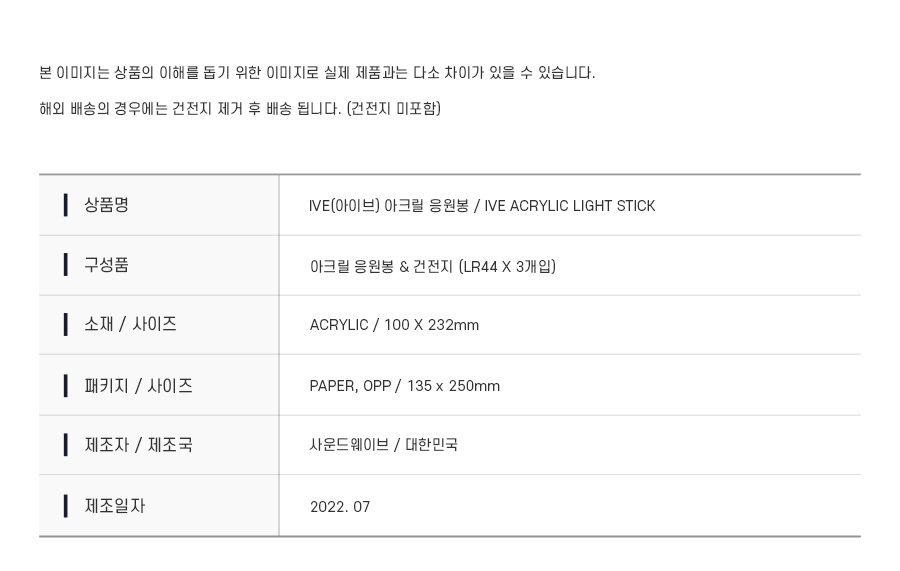 본 이미지는 상품의 이해를 돕기 위한 이미지로 실제 제품과는 다소 차이가 있을 수 있습니다.
해외 배송의 경우에는 건전지 제거 후 배송 됩니다. (건전지 미포함)
상품명 IVE(아이브) 아크릴 응원봉 / IVE ACRYLIC LIGHT STICK
구성품 아크릴 응원봉 & 건전지 (LR44 X 3개입)
소재 / 사이즈 ACRYLIC / 100 X 232mm
패키지 / 사이즈 PAPER, OPP / 135 x 250mm
제조자 / 제조국 사운드웨이브 / 대한민국
제조일자 2022. 07